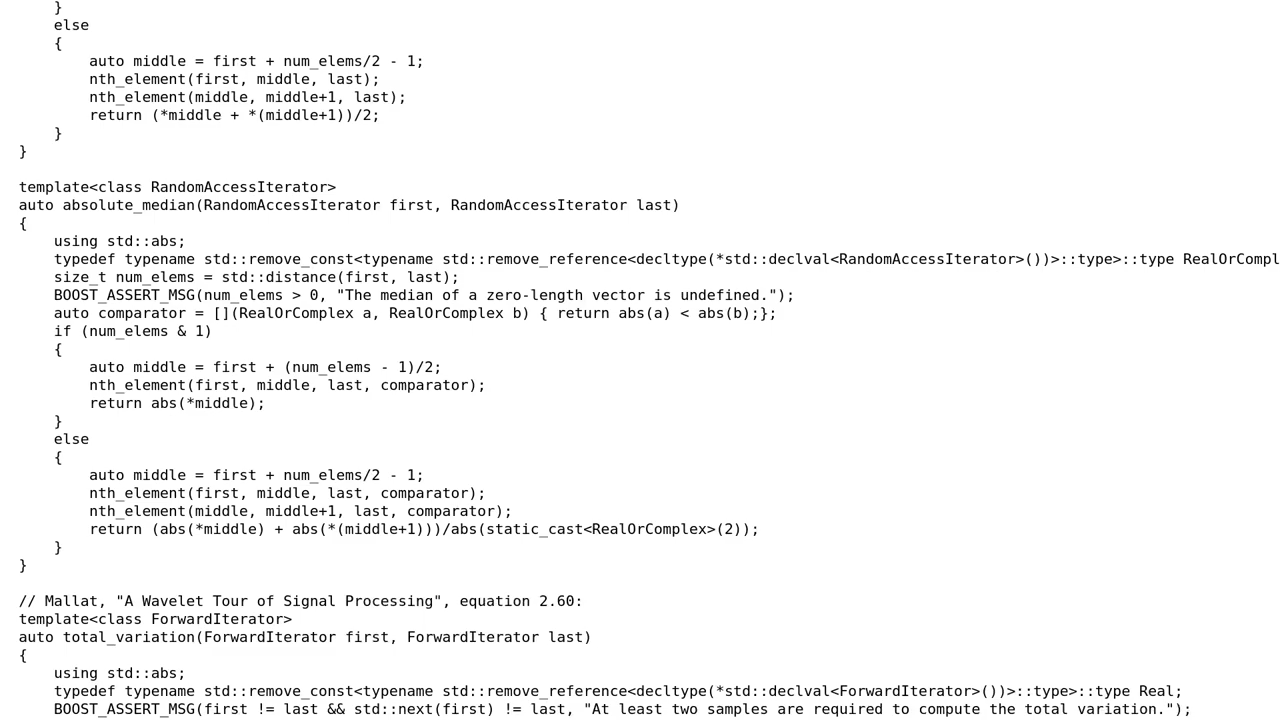 }
    else
    {
        auto middle = first + num_elems/2 - 1;
        nth_element(first, middle, last);
        nth_element(middle, middle+1, last);
        return (*middle + *(middle+1))/2;
    }
}

template<class RandomAccessIterator>
auto absolute_median(RandomAccessIterator first, RandomAccessIterator last)
{
    using std::abs;
    typedef typename std::remove_const<typename std::remove_reference<decltype(*std::declval<RandomAccessIterator>())>::type>::type RealOrCompl
    size_t num_elems = std::distance(first, last);
    BOOST_ASSERT_MSG(num_elems > 0, "The median of a zero-length vector is undefined.");
    auto comparator = [](RealOrComplex a, RealOrComplex b) { return abs(a) < abs(b);};
    if (num_elems & 1)
    {
        auto middle = first + (num_elems - 1)/2;
        nth_element(first, middle, last, comparator);
        return abs(*middle);
    }
    else
    {
        auto middle = first + num_elems/2 - 1;
        nth_element(first, middle, last, comparator);
        nth_element(middle, middle+1, last, comparator);
        return (abs(*middle) + abs(*(middle+1)))/abs(static_cast<RealOrComplex>(2));
    }
}

// Mallat, "A Wavelet Tour of Signal Processing", equation 2.60:
template<class ForwardIterator>
auto total_variation(ForwardIterator first, ForwardIterator last)
{
    using std::abs;
    typedef typename std::remove_const<typename std::remove_reference<decltype(*std::declval<ForwardIterator>())>::type>::type Real;
    BOOST_ASSERT_MSG(first != last && std::next(first) != last, "At least two samples are required to compute the total variation.");